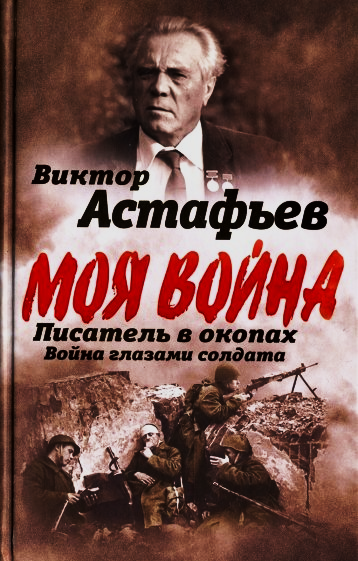 Виктор
Астафьев
МОЯ ВОЙНА
Писатель в окопах
Война глазами солдата